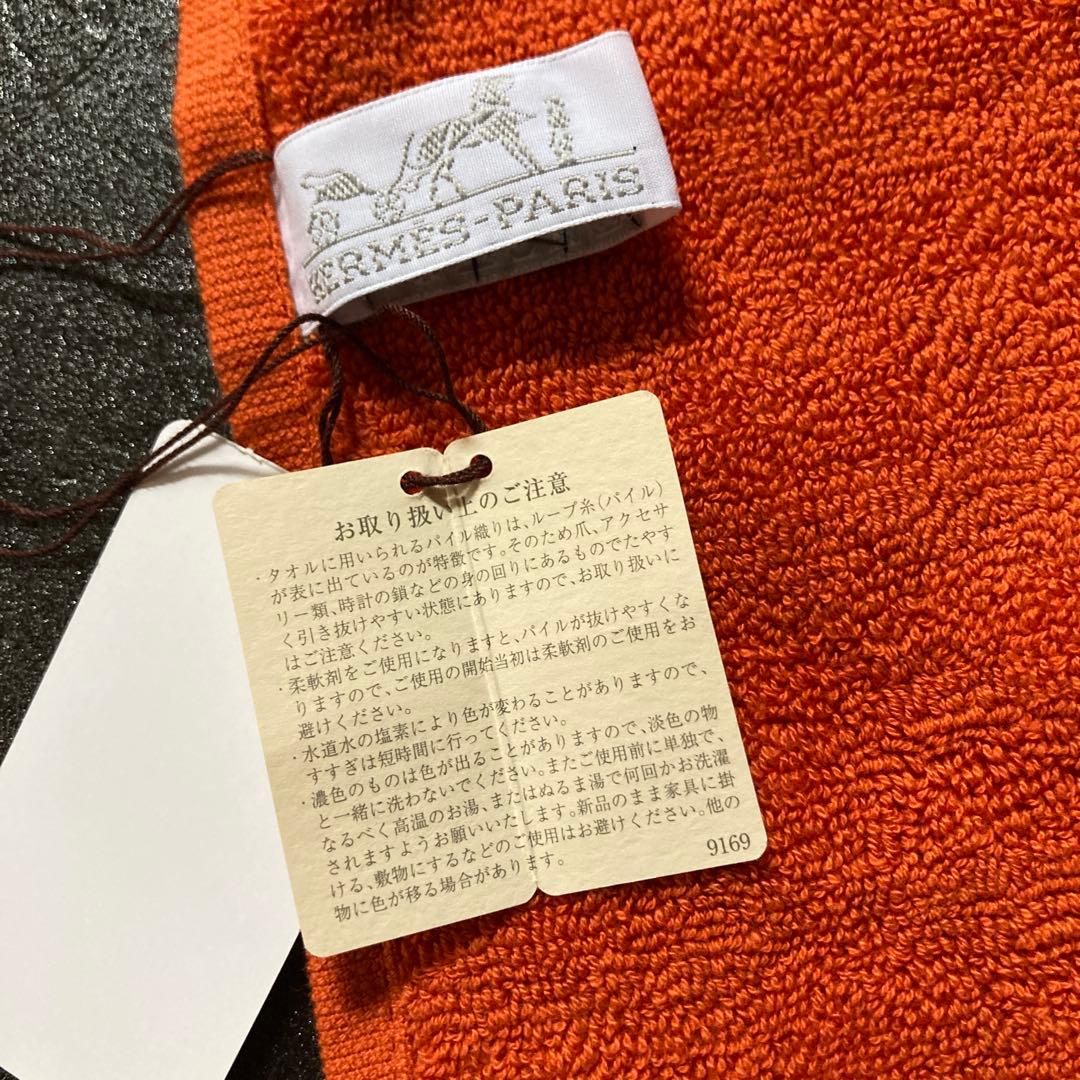 HERMES-PARIS
お取り扱い上のご注意
・タオルに用いられるパイル織りは、ループ糸(パイル)
が表に出ているのが特徴です。そのため爪、アクセサ
リー類、時計の鎖などの身の回りにあるものでたやす
く引き抜けやすい状態にありますので、お取り扱いに
はご注意ください。
・柔軟剤をご使用になりますと、パイルが抜けやすくな
りますので、ご使用の開始当初は柔軟剤のご使用をお
避けください。
・水道水の塩素により色が変わることがありますので、
すすぎは短時間に行ってください。
・濃色のものは色が出ることがありますので、淡色の物
と一緒に洗わないでください。またご使用前に単独で、
なるべく高温のお湯、またはぬるま湯で何回かお洗濯
されますようお願いいたします。新品のまま家具に掛
ける、敷物にするなどのご使用はお避けください。他の
物に色が移る場合があります。
9169